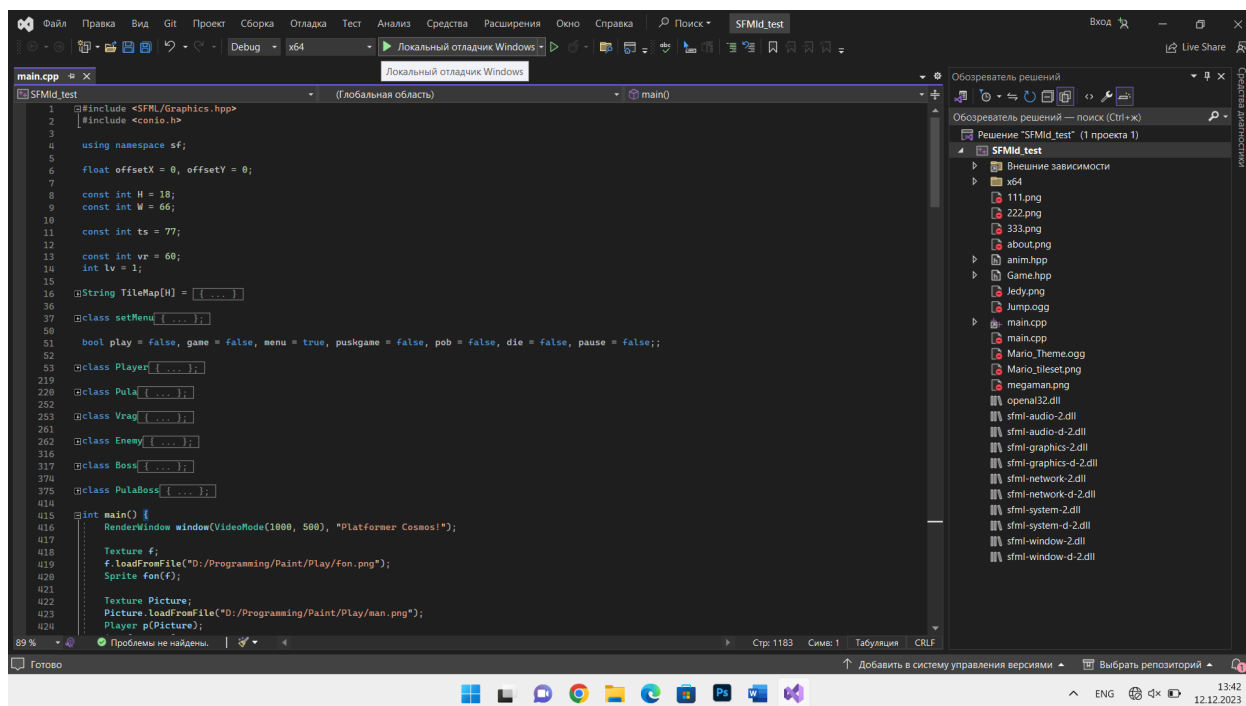 Файл Правка Вид Git Проект Сборка Отладка Тест Анализ Средства Расширения Окно Справка Поиск SFMId_test Вход
Debug x64 Локальный отладчик Windows Live Share
Локальный отладчик Windows
main.cpp
SFMId_test (Глобальная область) main()
1 #include <SFML/Graphics.hpp>
2 #include <conio.h>
3
4 using namespace sf;
5
6 float offsetX = 0, offsetY = 0;
7
8 const int H = 18;
9 const int W = 66;
10
11 const int ts = 77;
12
13 const int vr = 60;
14 int lv = 1;
15
16 String TileMap[H] = { ... }
36
37 class setMenu { ... };
50
51 bool play = false, game = false, menu = true, puskgame = false, pob = false, die = false, pause = false;;
52
53 class Player { ... };
219
220 class Pula { ... };
252
253 class Vrag { ... };
261
262 class Enemy { ... };
316
317 class Boss { ... };
374
375 class PulaBoss { ... };
414
415 int main() {
416 RenderWindow window(VideoMode(1000, 500), "Platformer Cosmos!");
417
418 Texture f;
419 f.loadFromFile("D:/Programming/Paint/Play/fon.png");
420 Sprite fon(f);
421
422 Texture Picture;
423 Picture.loadFromFile("D:/Programming/Paint/Play/man.png");
424 Player p(Picture);
89 % Проблемы не найдены. Стр: 1183 Симв: 1 Табуляция CRLF
Обозреватель решений
Обозреватель решений — поиск (Ctrl+ж)
Решение "SFMId_test" (1 проекта 1)
SFMId_test
Внешние зависимости
x64
111.png
222.png
333.png
about.png
anim.hpp
Game.hpp
Jedy.png
Jump.ogg
main.cpp
main.cpp
Mario_Theme.ogg
Mario_tileset.png
megaman.png
openal32.dll
sfml-audio-2.dll
sfml-audio-d-2.dll
sfml-graphics-2.dll
sfml-graphics-d-2.dll
sfml-network-2.dll
sfml-network-d-2.dll
sfml-system-2.dll
sfml-system-d-2.dll
sfml-window-2.dll
sfml-window-d-2.dll
Средства диагностики
Готово Добавить в систему управления версиями Выбрать репозиторий 1
Ps ENG 13:42
12.12.2023